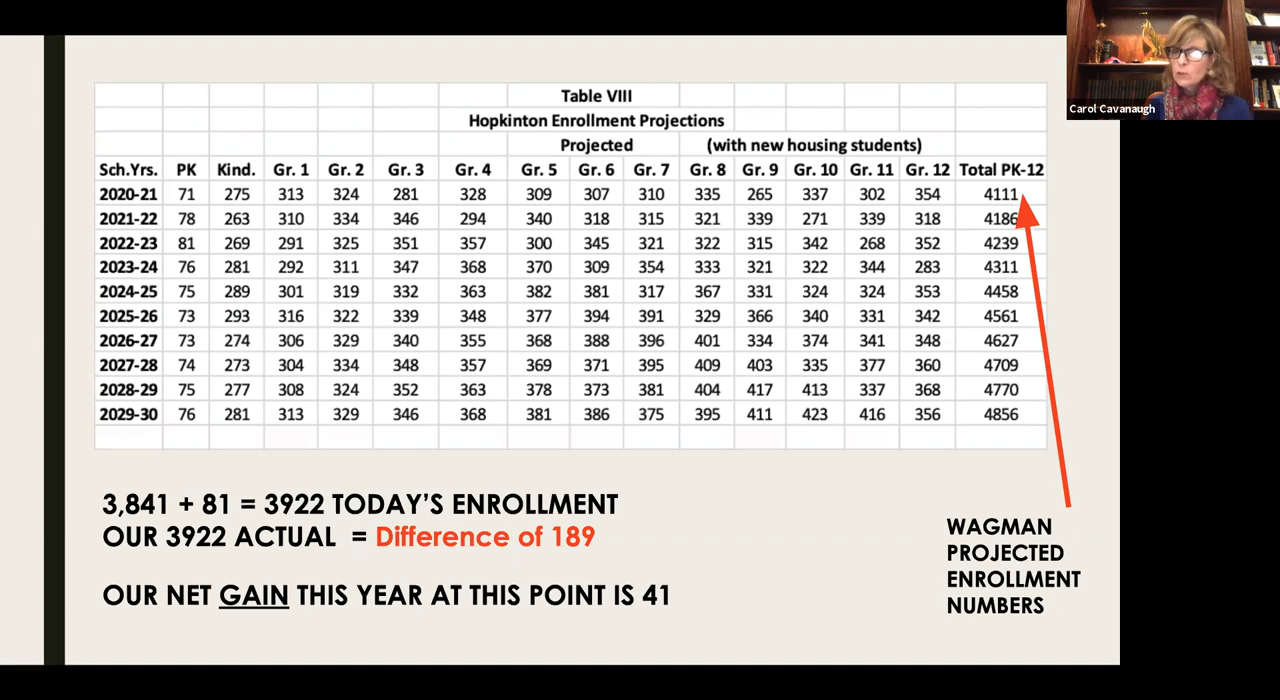 Carol Cavanaugh
Table VIII
Hopkinton Enrollment Projections
Projected (with new housing students)
Sch.Yrs. PK Kind. Gr. 1 Gr. 2 Gr. 3 Gr. 4 Gr. 5 Gr. 6 Gr. 7 Gr. 8 Gr. 9 Gr. 10 Gr. 11 Gr. 12 Total PK-12
2020-21 71 275 313 324 281 328 309 307 310 335 265 337 302 354 4111
2021-22 78 263 310 334 346 294 340 318 315 321 339 271 339 318 4186
2022-23 81 269 291 325 351 357 300 345 321 322 315 342 268 352 4239
2023-24 76 281 292 311 347 368 370 309 354 333 321 322 344 283 4311
2024-25 75 289 301 319 332 363 382 381 317 367 331 324 324 353 4458
2025-26 73 293 316 322 339 348 377 394 391 329 366 340 331 342 4561
2026-27 73 274 306 329 340 355 368 388 396 401 334 374 341 348 4627
2027-28 74 273 304 334 348 357 369 371 395 409 403 335 377 360 4709
2028-29 75 277 308 324 352 363 378 373 381 404 417 413 337 368 4770
2029-30 76 281 313 329 346 368 381 386 375 395 411 423 416 356 4856
3,841 + 81 = 3922 TODAY'S ENROLLMENT
OUR 3922 ACTUAL = Difference of 189
OUR NET GAIN THIS YEAR AT THIS POINT IS 41
WAGMAN
PROJECTED
ENROLLMENT
NUMBERS